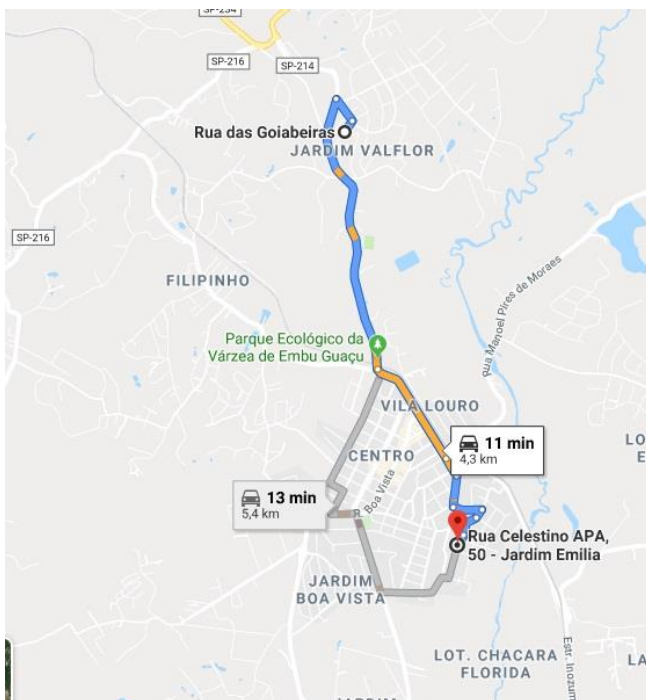 SP-234
SP-216
SP-214
Rua das Goiabeiras
JARDIM VALFLOR
SP-216
FILIPINHO
Rua Manoel Pires de Moraes
Parque Ecológico da
Várzea de Embu Guaçu
VILA LOURO
11 min
4,3 km
CENTRO
R. Boa Vista
13 min
5,4 km
Rua Celestino APA,
50 - Jardim Emilia
JARDIM
BOA VISTA
LOT. CHACARA
FLORIDA
LO
E
LA
Estr. Inozum